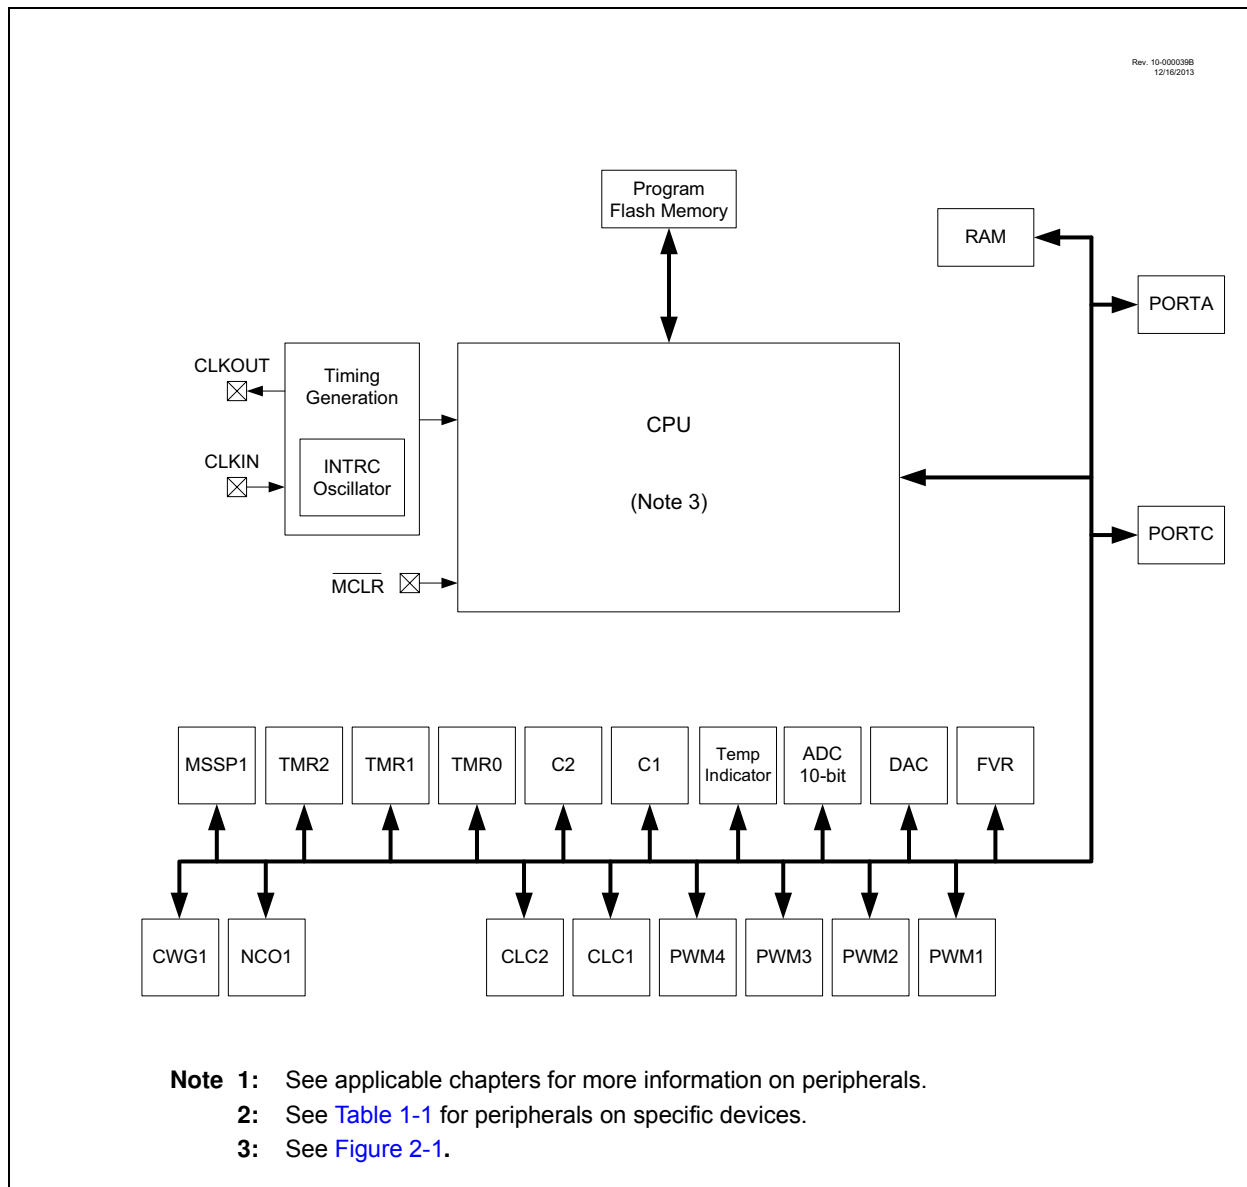 Rev. 10-000039B
12/16/2013
Program
Flash Memory
RAM
PORTA
CLKOUT
Timing
Generation
CPU
CLKIN
INTRC
Oscillator
(Note 3)
PORTC
MCLR
MSSP1
TMR2
TMR1
TMR0
C2
C1
Temp
Indicator
ADC
10-bit
DAC
FVR
CWG1
NCO1
CLC2
CLC1
PWM4
PWM3
PWM2
PWM1
Note 1: See applicable chapters for more information on peripherals.
2: See Table 1-1 for peripherals on specific devices.
3: See Figure 2-1.